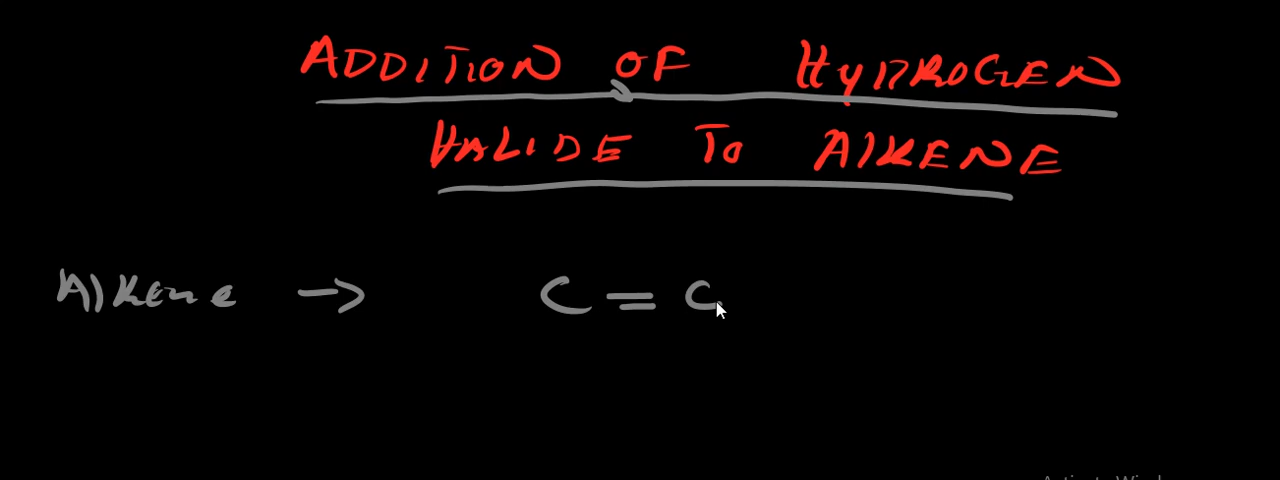 ADDITION OF HYDROGEN
HALIDE TO ALKENE
Alkene → C = C